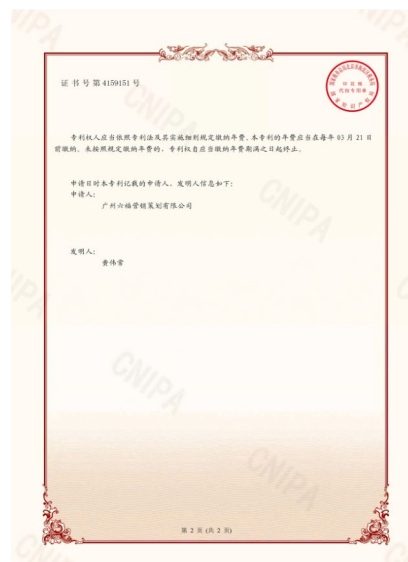 证书号第4159151号
专利权人应当依照专利法及其实施细则规定缴纳年费。本专利的年费应当在每年03月21日
前缴纳。未按照规定缴纳年费的，专利权自应当缴纳年费期满之日起终止。
申请日时本专利记载的申请人、发明人信息如下：
申请人：
广州六福营销策划有限公司
发明人：
黄伟常
第 2 页 (共 2 页)
CNIPA
CNIPA
CNIPA
CNIPA